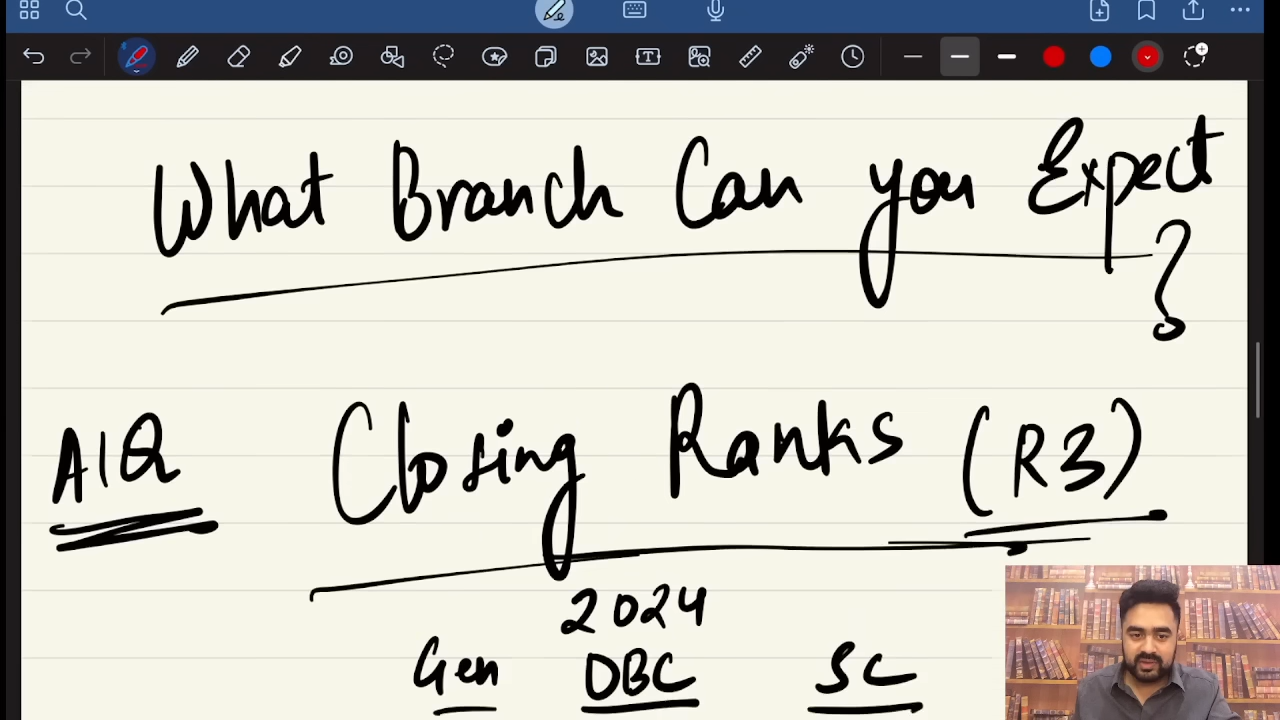 What Branch Can you Expect ?
AIQ Closing Ranks (R3)
2024
Gen OBC SC